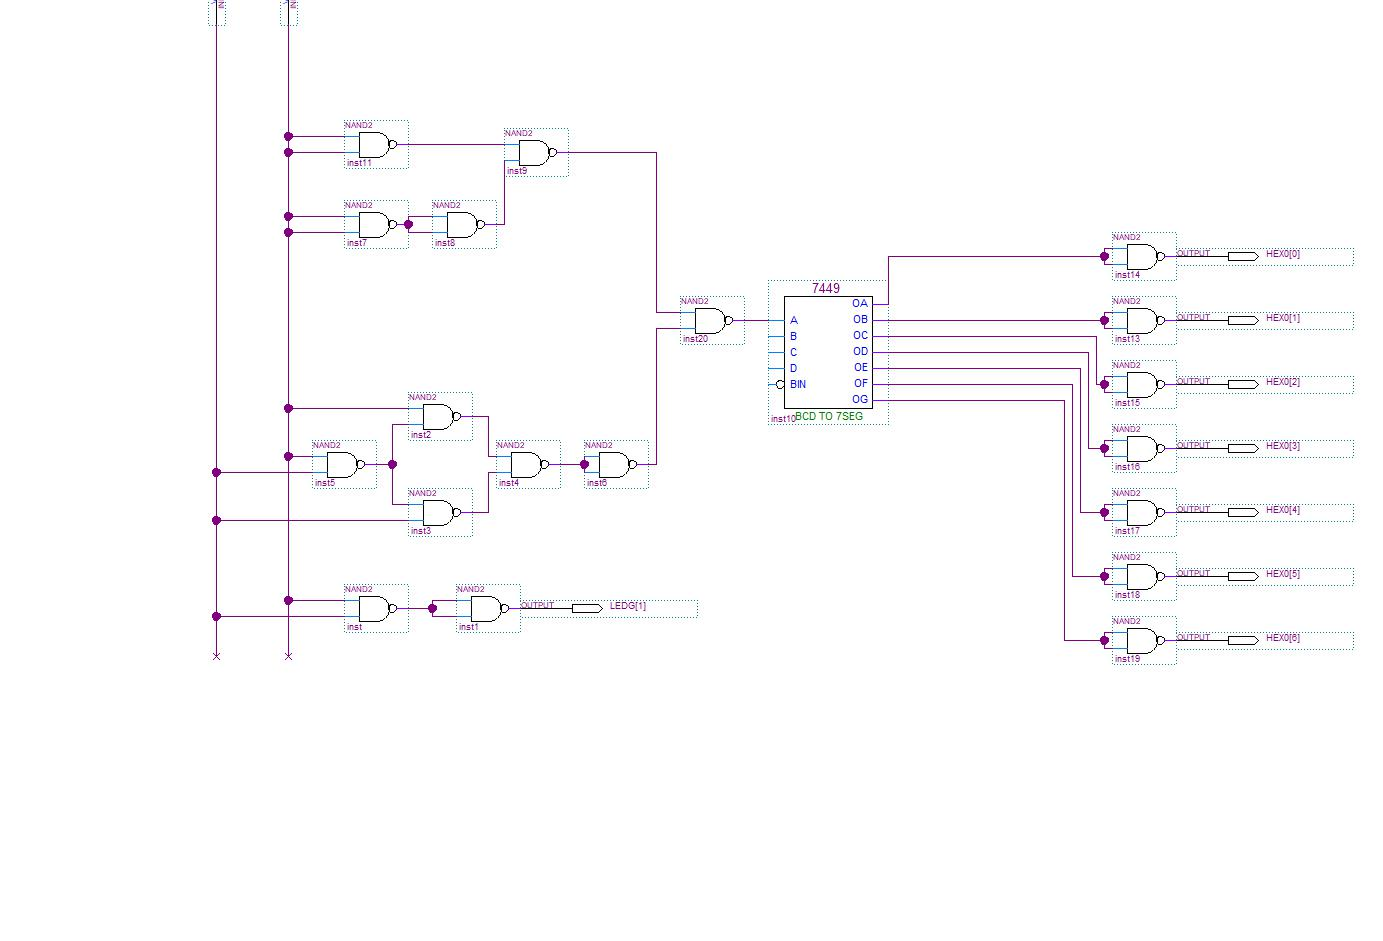 IN
IN
NAND2
inst11
NAND2
inst9
NAND2
inst7
NAND2
inst8
NAND2
inst20
7449
A
B
C
D
BIN
OA
OB
OC
OD
OE
OF
OG
inst10
BCD TO 7SEG
NAND2
inst14
OUTPUT
HEX0[0]
NAND2
inst13
OUTPUT
HEX0[1]
NAND2
inst15
OUTPUT
HEX0[2]
NAND2
inst16
OUTPUT
HEX0[3]
NAND2
inst17
OUTPUT
HEX0[4]
NAND2
inst18
OUTPUT
HEX0[5]
NAND2
inst19
OUTPUT
HEX0[6]
NAND2
inst2
NAND2
inst5
NAND2
inst4
NAND2
inst6
NAND2
inst3
NAND2
inst
NAND2
inst1
OUTPUT
LEDG[1]